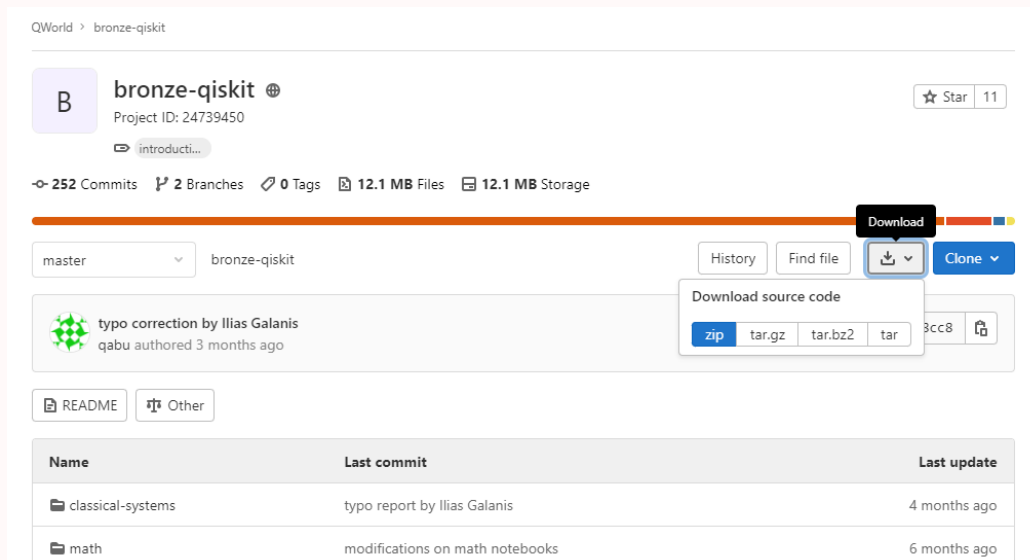 QWorld > bronze-qiskit
B
bronze-qiskit
Project ID: 24739450
introducti...
Star 11
252 Commits 2 Branches 0 Tags 12.1 MB Files 12.1 MB Storage
Download
master bronze-qiskit History Find file Clone
Download source code
zip tar.gz tar.bz2 tar
typo correction by Ilias Galanis
qabu authored 3 months ago
README Other
Name Last commit Last update
classical-systems typo report by Ilias Galanis 4 months ago
math modifications on math notebooks 6 months ago